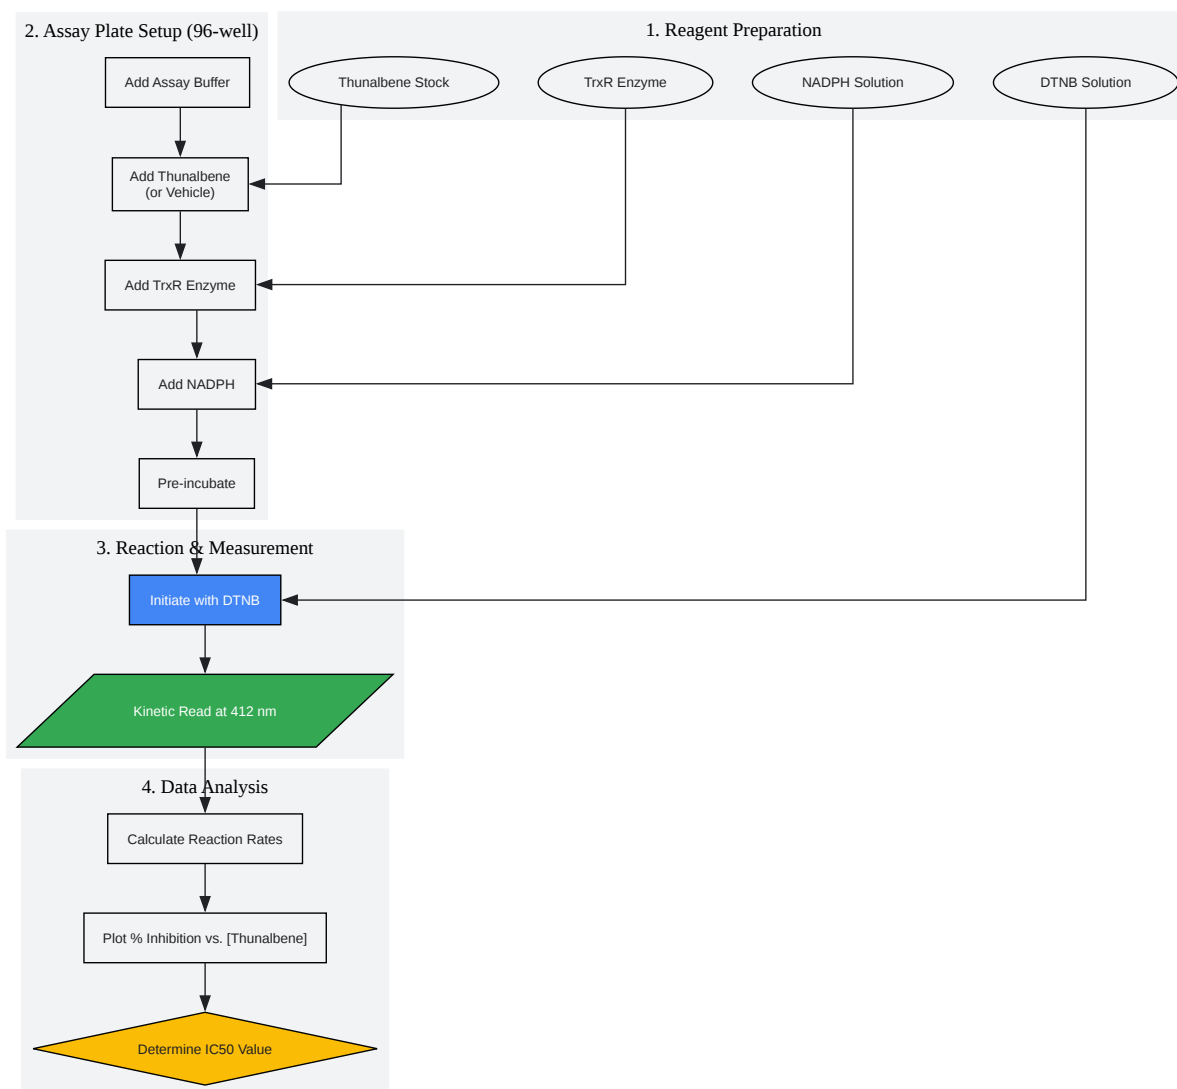 2. Assay Plate Setup (96-well)
1. Reagent Preparation
Add Assay Buffer
Thunalbene Stock
TrxR Enzyme
NADPH Solution
DTNB Solution
Add Thunalbene
(or Vehicle)
Add TrxR Enzyme
Add NADPH
Pre-incubate
3. Reaction & Measurement
Initiate with DTNB
Kinetic Read at 412 nm
4. Data Analysis
Calculate Reaction Rates
Plot % Inhibition vs. [Thunalbene]
Determine IC50 Value